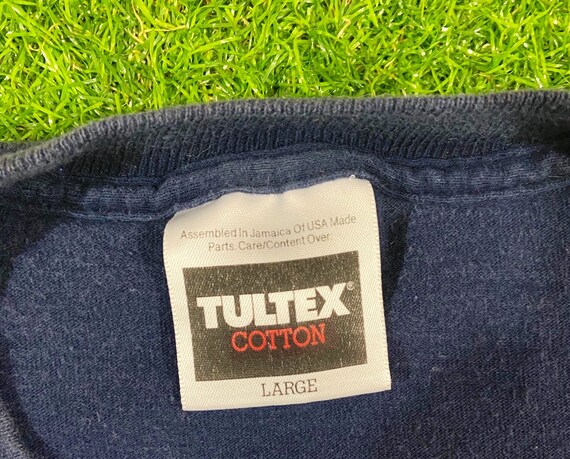 Assembled In Jamaica Of USA Made
Parts. Care/Content Over.
TULTEX®
COTTON
LARGE